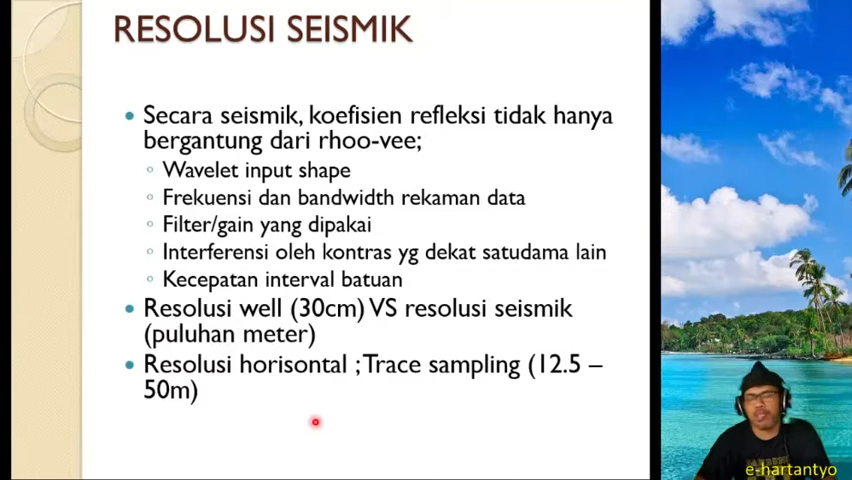 RESOLUSI SEISMIK
Secara seismik, koefisien refleksi tidak hanya
bergantung dari rhoo-vee;
Wavelet input shape
Frekuensi dan bandwidth rekaman data
Filter/gain yang dipakai
Interferensi oleh kontras yg dekat satudama lain
Kecepatan interval batuan
Resolusi well (30cm) VS resolusi seismik
(puluhan meter)
Resolusi horisontal ; Trace sampling (12.5 –
50m)
e-hartantyo